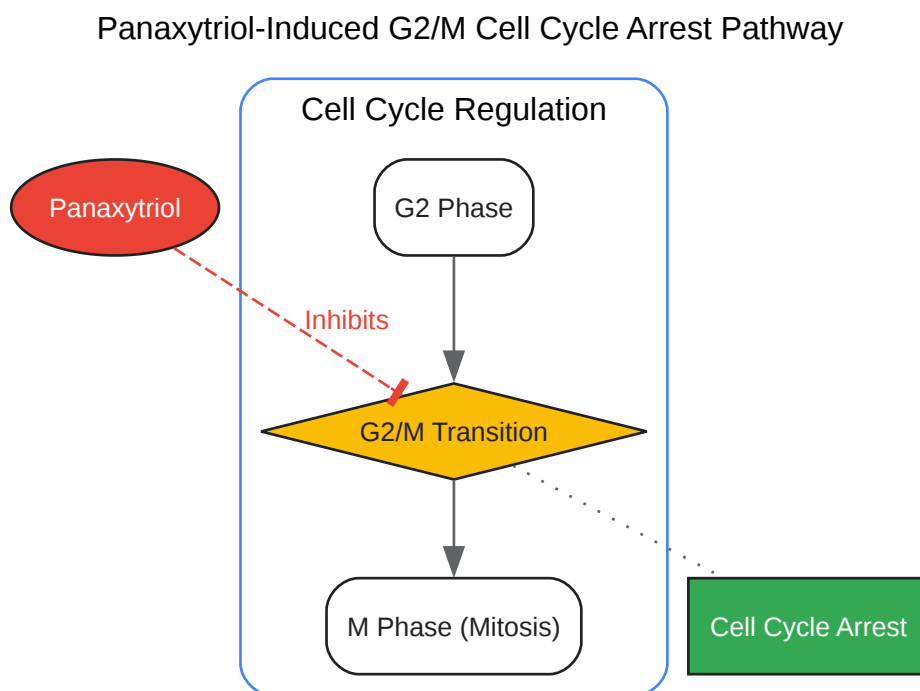 Panaxytriol-Induced G2/M Cell Cycle Arrest Pathway
Cell Cycle Regulation
Panaxytriol
G2 Phase
Inhibits
G2/M Transition
M Phase (Mitosis)
Cell Cycle Arrest